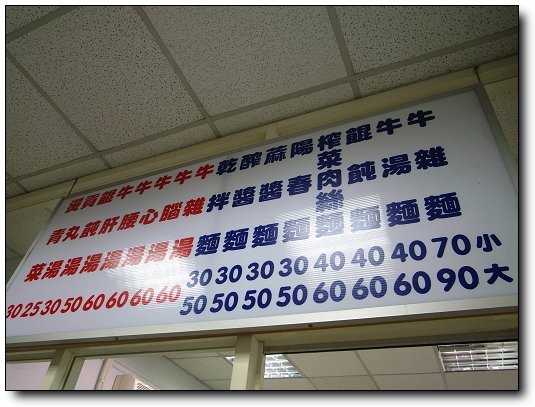 小 大
牛雜麵 70 90
牛湯麵 40 60
餛飩麵 40 60
榨菜肉絲麵 40 60
陽春麵 30 50
蔴醬麵 30 50
酢醬麵 30 50
乾拌麵 30 50
牛雜湯 60
牛腦湯 60
牛心湯 60
牛腰湯 60
牛肝湯 50
餛飩湯 30
貢丸湯 25
燙青菜 30